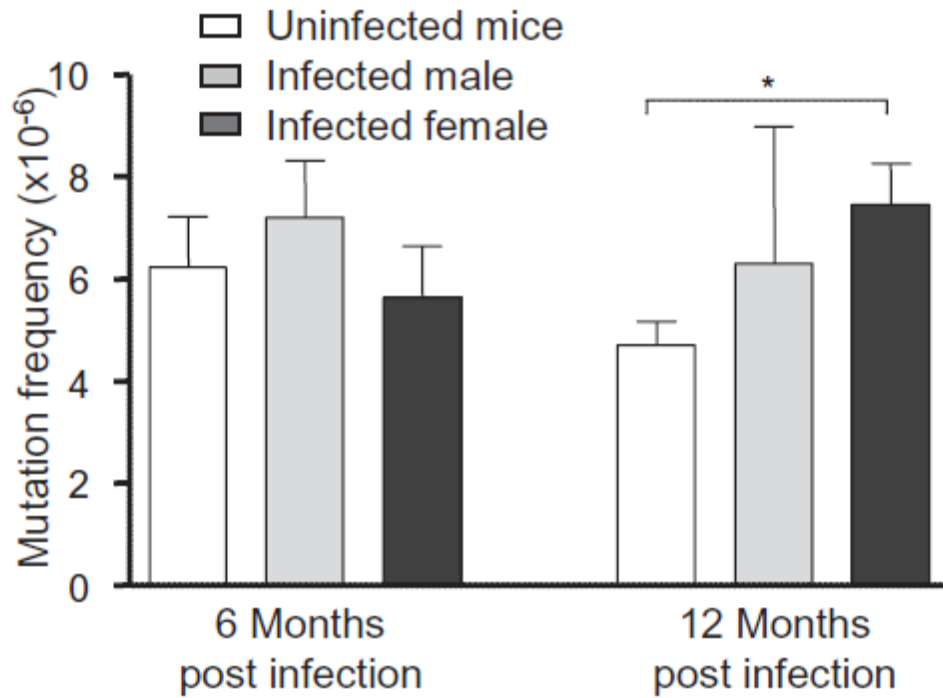 Uninfected mice
Infected male
Infected female
Mutation frequency (x10⁻⁶)
10
8
6
4
2
0
*
6 Months
post infection
12 Months
post infection